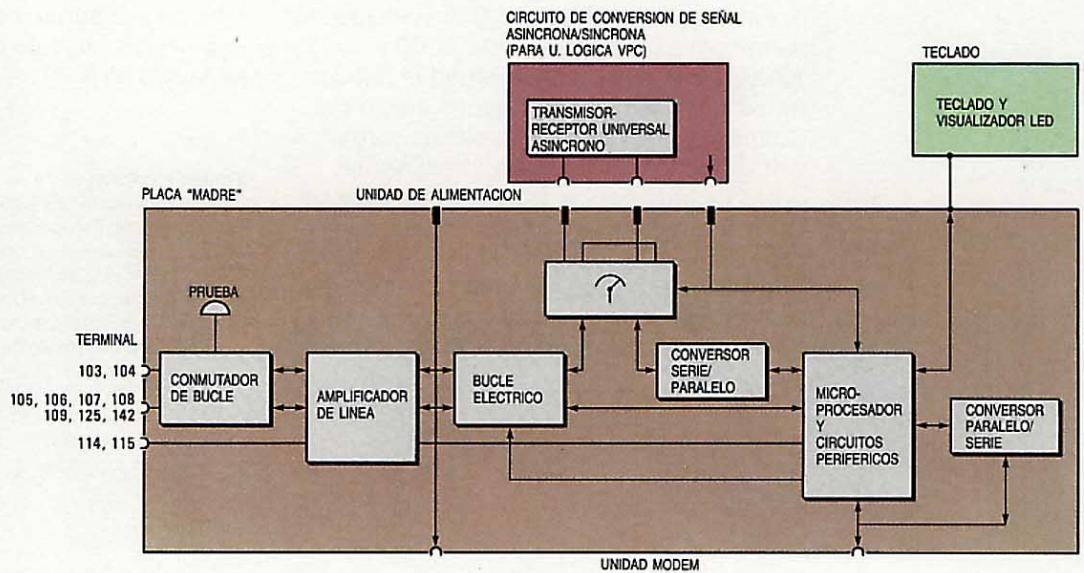 CIRCUITO DE CONVERSION DE SEÑAL
ASINCRONA/SINCRONA
(PARA U. LOGICA VPC)
TECLADO
TRANSMISOR-
RECEPTOR UNIVERSAL
ASINCRONO
TECLADO Y
VISUALIZADOR LED
PLACA "MADRE"
UNIDAD DE ALIMENTACION
PRUEBA
TERMINAL
103, 104
105, 106, 107, 108
109, 125, 142
114, 115
CONMUTADOR
DE BUCLE
AMPLIFICADOR
DE LINEA
BUCLE
ELECTRICO
CONVERSOR
SERIE/
PARALELO
MICRO-
PROCESADOR
Y
CIRCUITOS
PERIFERICOS
CONVERSOR
PARALELO/
SERIE
UNIDAD MODEM